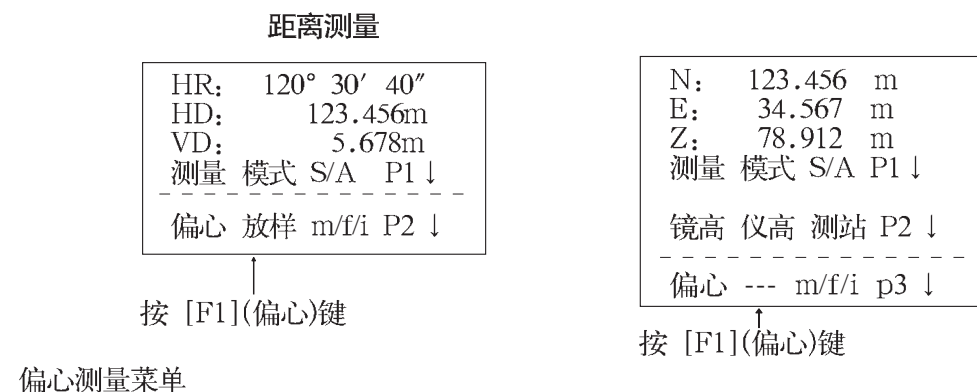 距离测量
HR: 120° 30′ 40″
HD: 123.456m
VD: 5.678m
测量 模式 S/A P1↓
偏心 放样 m/f/i P2 ↓
按 [F1](偏心)键
N: 123.456 m
E: 34.567 m
Z: 78.912 m
测量 模式 S/A P1↓
镜高 仪高 测站 P2 ↓
偏心 --- m/f/i p3 ↓
按 [F1](偏心)键
偏心测量菜单